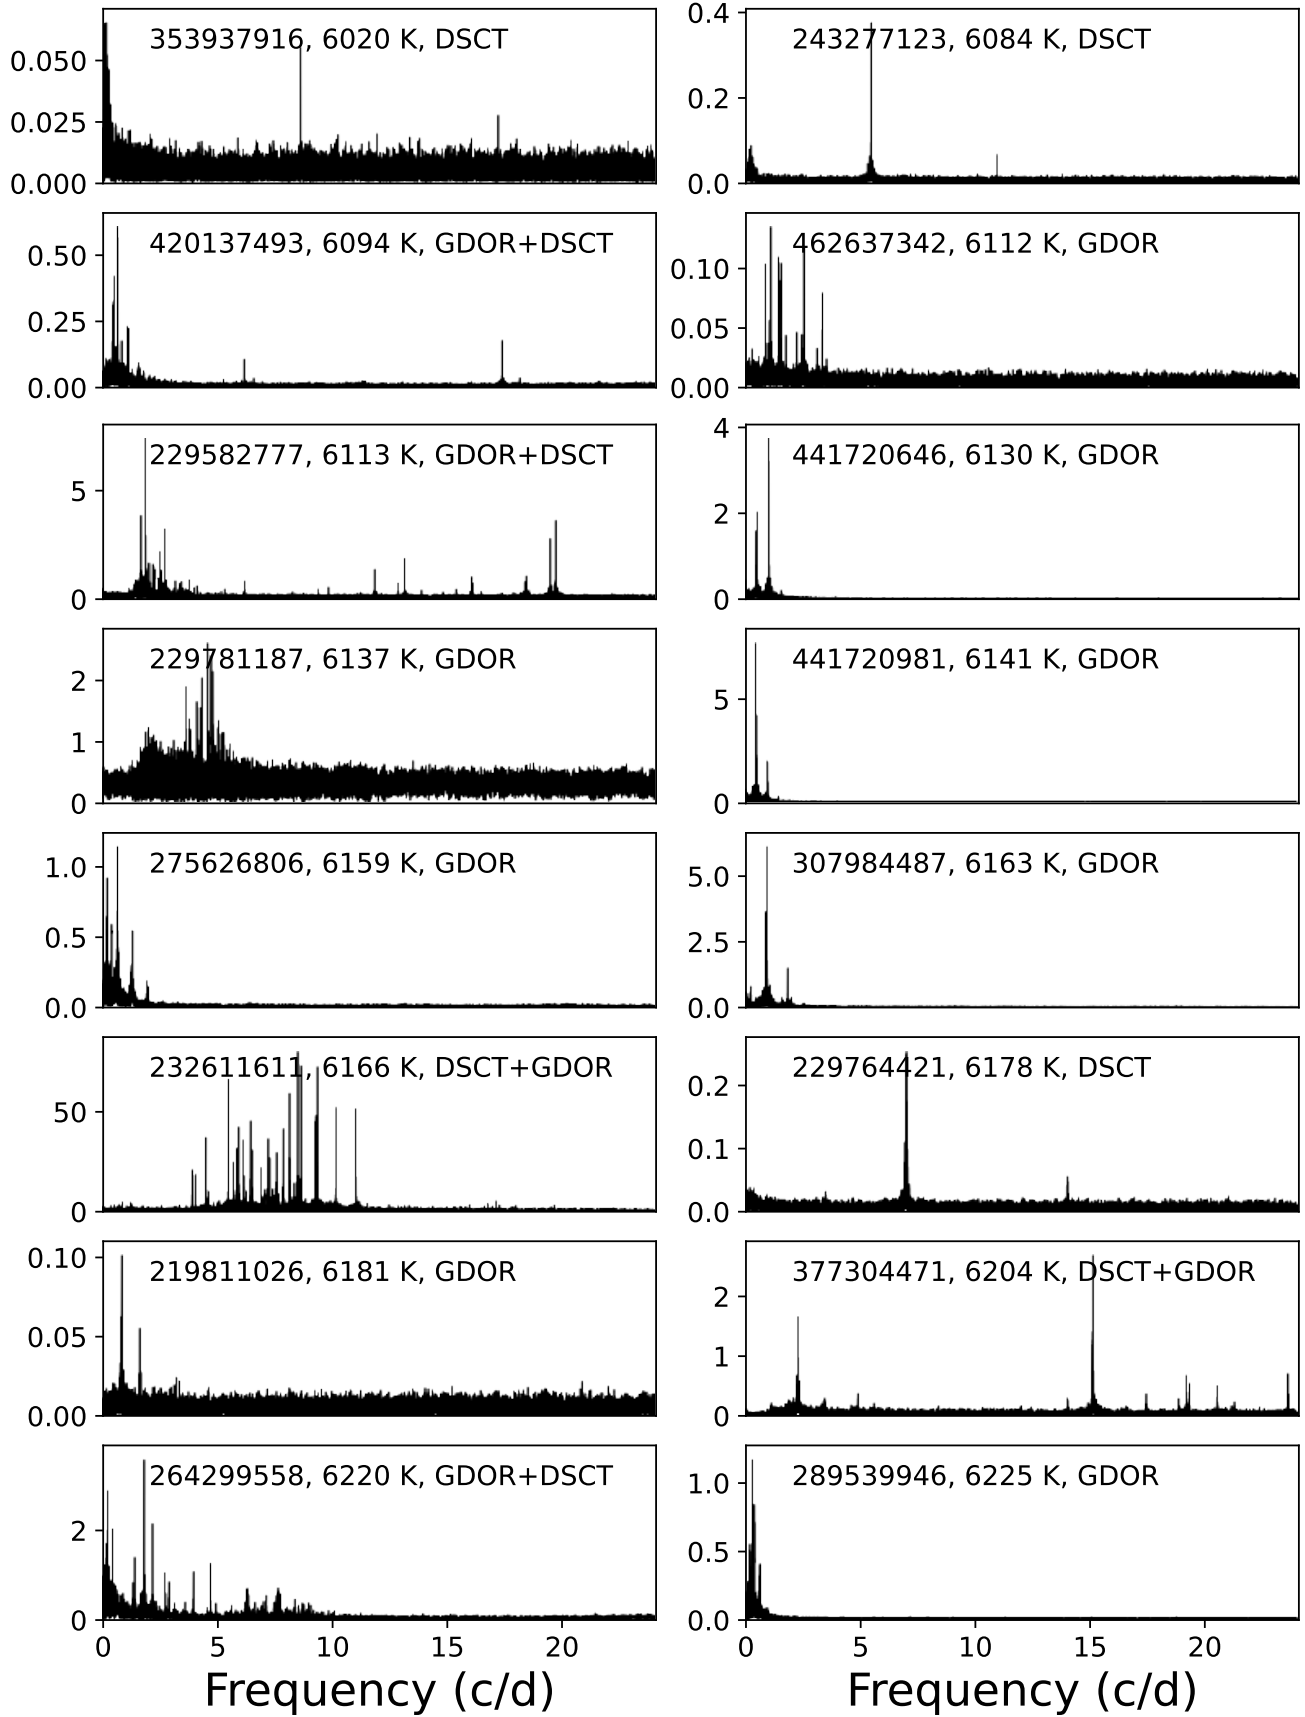 353937916, 6020 K, DSCT
0.050
0.025
0.000
243277123, 6084 K, DSCT
0.4
0.2
0.0
420137493, 6094 K, GDOR+DSCT
0.50
0.25
0.00
462637342, 6112 K, GDOR
0.10
0.05
0.00
229582777, 6113 K, GDOR+DSCT
5
0
441720646, 6130 K, GDOR
4
2
0
229781187, 6137 K, GDOR
2
1
0
441720981, 6141 K, GDOR
5
0
275626806, 6159 K, GDOR
1.0
0.5
0.0
307984487, 6163 K, GDOR
5.0
2.5
0.0
232611611, 6166 K, DSCT+GDOR
50
0
229764421, 6178 K, DSCT
0.2
0.1
0.0
219811026, 6181 K, GDOR
0.10
0.05
0.00
377304471, 6204 K, DSCT+GDOR
2
1
0
264299558, 6220 K, GDOR+DSCT
2
0
289539946, 6225 K, GDOR
1.0
0.5
0.0
0 5 10 15 20
0 5 10 15 20
Frequency (c/d)
Frequency (c/d)